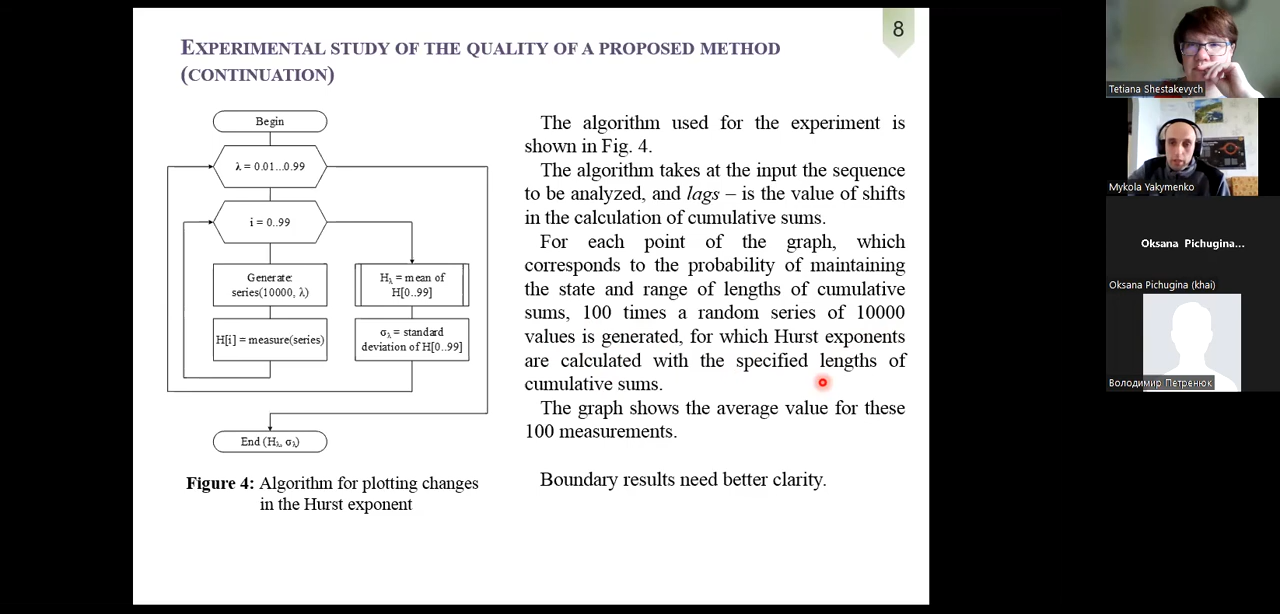 8
EXPERIMENTAL STUDY OF THE QUALITY OF A PROPOSED METHOD
(CONTINUATION)
Begin
λ = 0.01...0.99
i = 0..99
Generate:
series(10000, λ)
H[i] = measure(series)
Hλ = mean of
H[0..99]
σλ = standard
deviation of H[0..99]
End (Hλ, σλ)
Figure 4: Algorithm for plotting changes
in the Hurst exponent
The algorithm used for the experiment is
shown in Fig. 4.
The algorithm takes at the input the sequence
to be analyzed, and lags – is the value of shifts
in the calculation of cumulative sums.
For each point of the graph, which
corresponds to the probability of maintaining
the state and range of lengths of cumulative
sums, 100 times a random series of 10000
values is generated, for which Hurst exponents
are calculated with the specified lengths of
cumulative sums.
The graph shows the average value for these
100 measurements.
Boundary results need better clarity.
Tetiana Shestakevych
Mykola Yakymenko
Oksana Pichugina...
Oksana Pichugina (khai)
Володимир Петренюк